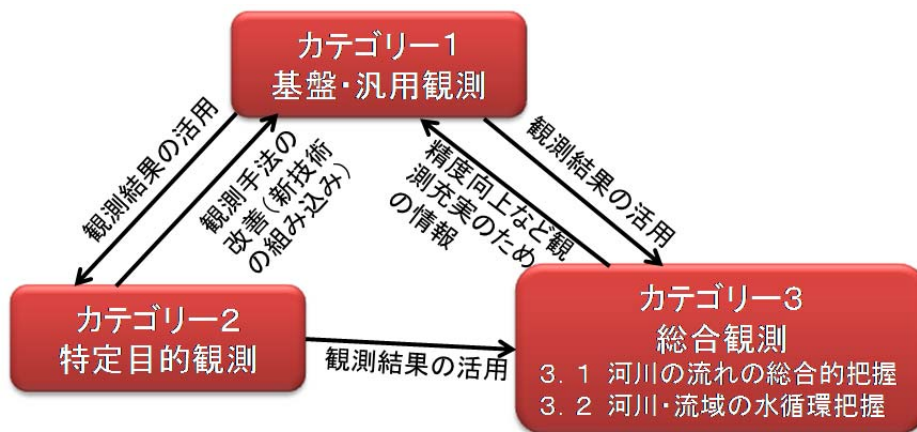 カテゴリー1
基盤・汎用観測
観測結果の活用
観測手法の
改善(新技術
の組み込み)
精度向上など観
測充実のため
の情報
観測結果の活用
カテゴリー2
特定目的観測
観測結果の活用
カテゴリー3
総合観測
3.1 河川の流れの総合的把握
3.2 河川・流域の水循環把握